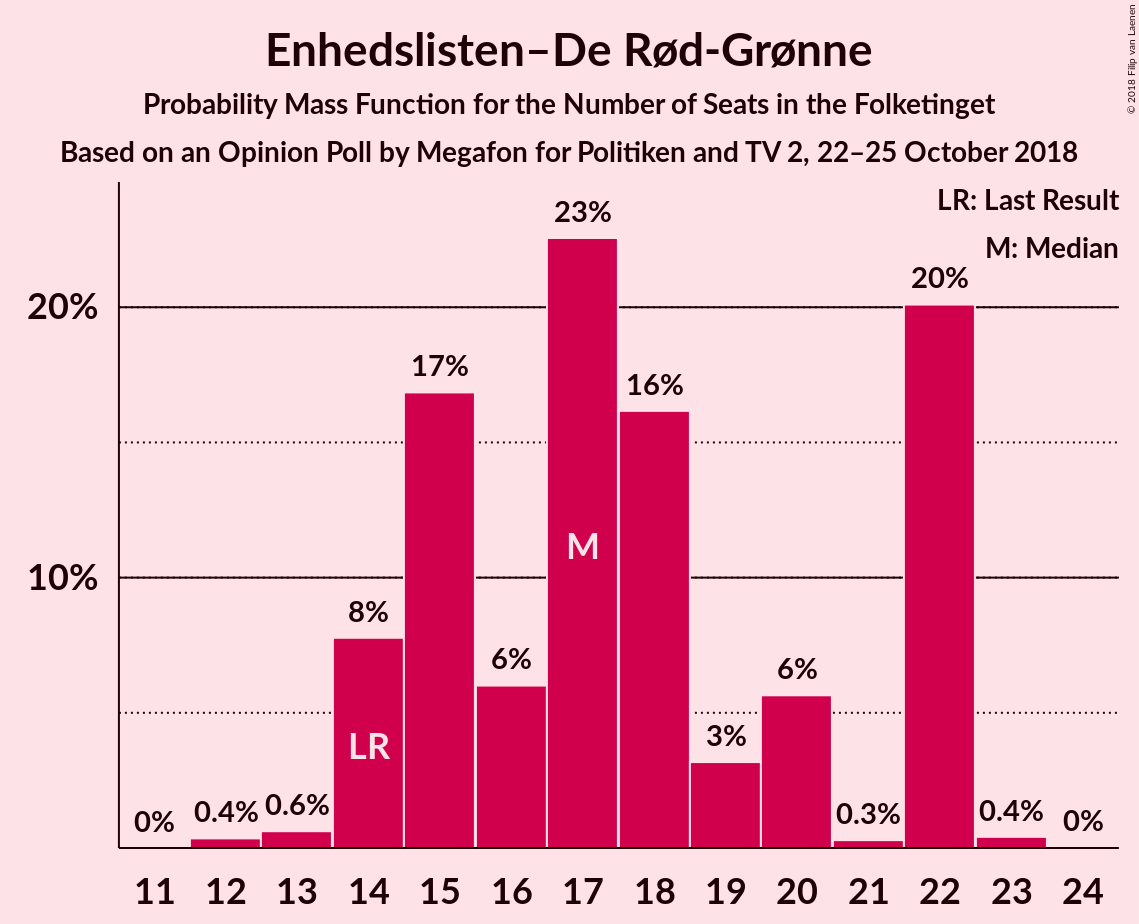 Enhedslisten–De Rød-Grønne
Probability Mass Function for the Number of Seats in the Folketinget
Based on an Opinion Poll by Megafon for Politiken and TV 2, 22–25 October 2018
© 2018 Filip van Laenen
LR: Last Result
M: Median
20%
10%
0%
0.4%
0.6%
8%
17%
6%
23%
16%
3%
6%
0.3%
20%
0.4%
0%
LR
M
11 12 13 14 15 16 17 18 19 20 21 22 23 24